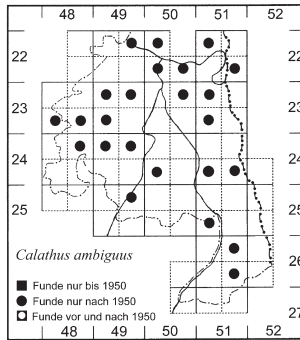 48 49 50 51 52
22 22
23 23
24 24
25 25
Calathus ambiguus
Funde nur bis 1950
Funde nur nach 1950
Funde vor und nach 1950
48 49 50 51 52 27